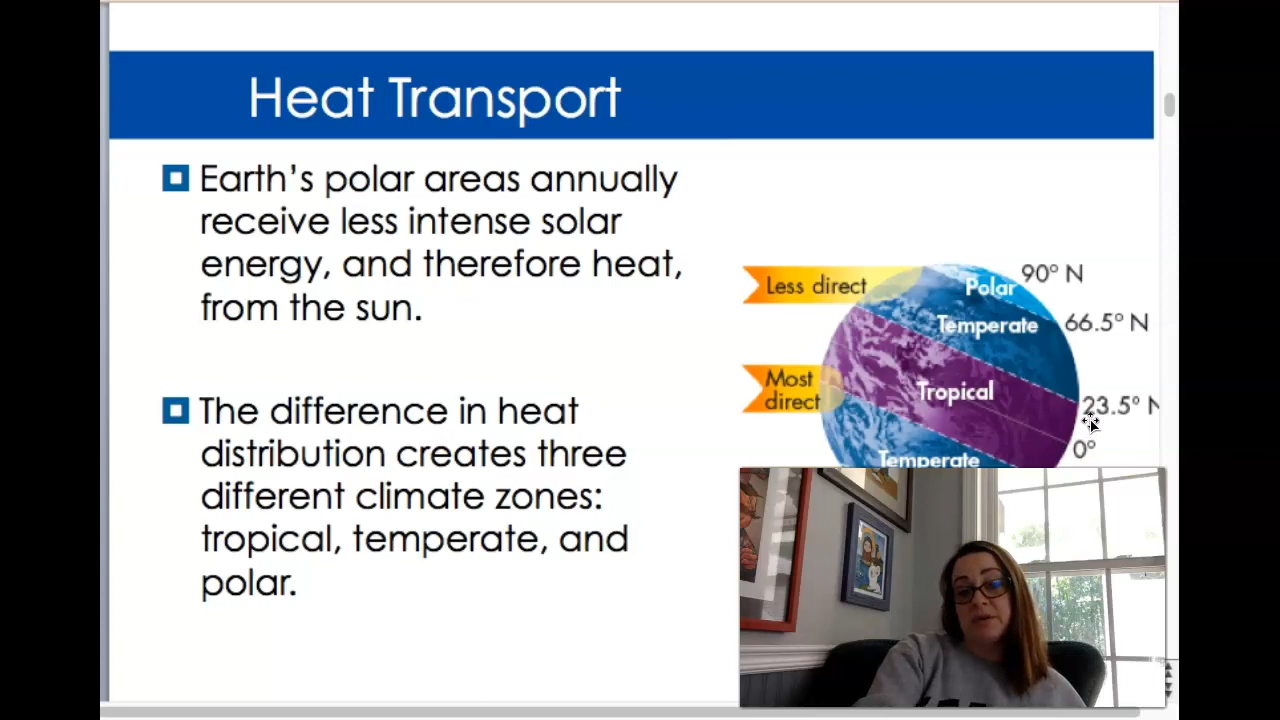 Heat Transport
Earth's polar areas annually
receive less intense solar
energy, and therefore heat,
from the sun.
The difference in heat
distribution creates three
different climate zones:
tropical, temperate, and
polar.
Less direct
Polar
90° N
Temperate
66.5° N
Most
direct
Tropical
23.5° N
0°
Temperate